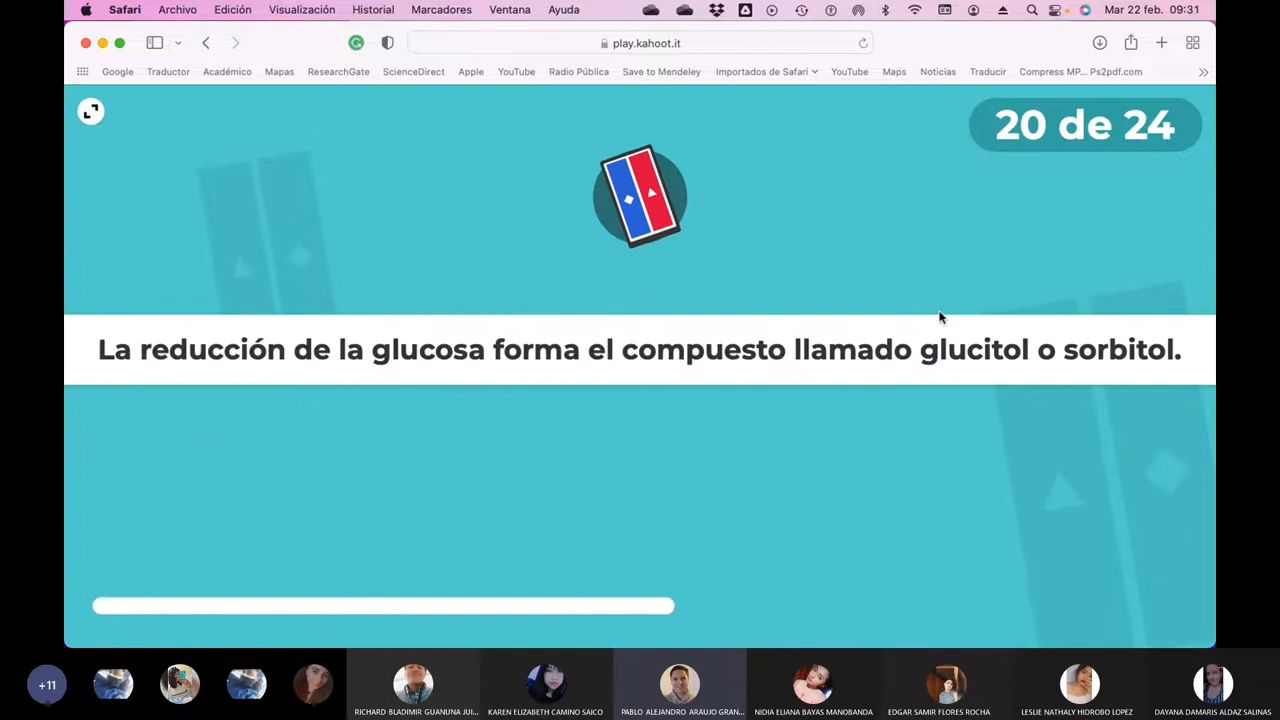 Safari Archivo Edición Visualización Historial Marcadores Ventana Ayuda Mar 22 feb. 09:31
play.kahoot.it
Google Traductor Académico Mapas ResearchGate ScienceDirect Apple YouTube Radio Pública Save to Mendeley Importados de Safari YouTube Maps Noticias Traducir Compress MP... Ps2pdf.com
20 de 24
La reducción de la glucosa forma el compuesto llamado glucitol o sorbitol.
+11
RICHARD BLADIMIR GUANUNA JUI... KAREN ELIZABETH CAMINO SAICO PABLO ALEJANDRO ARAUJO GRAN... NIDIA ELIANA BAYAS MANOBANDA EDGAR SAMIR FLORES ROCHA LESLIE NATHALY HIDROBO LOPEZ DAYANA DAMARIS ALDAZ SALINAS